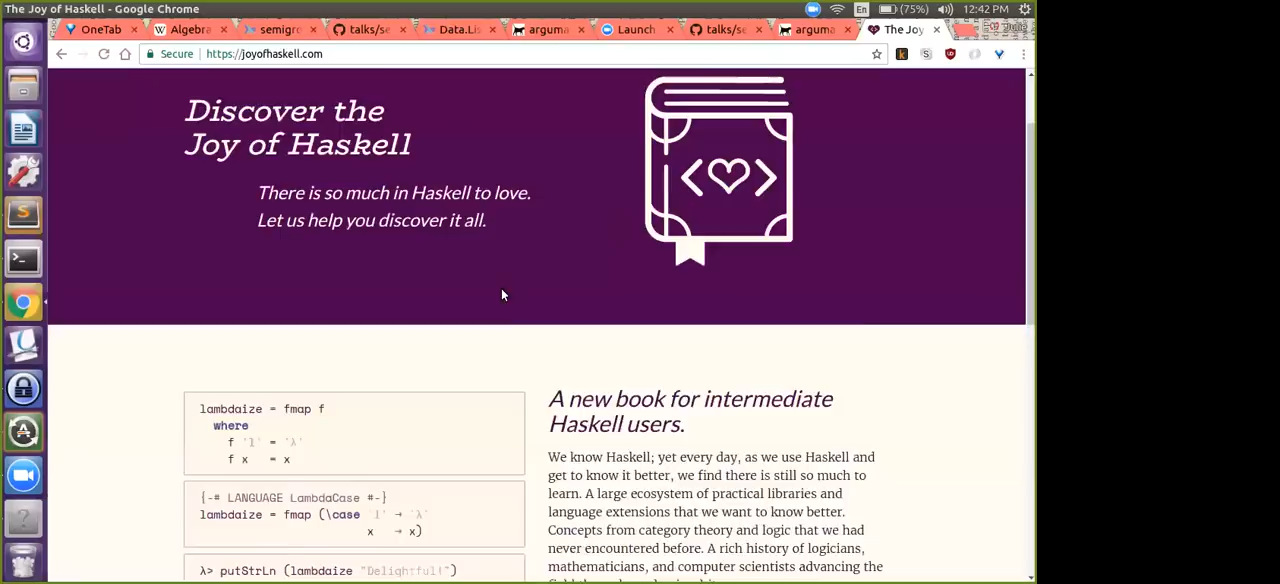 The Joy of Haskell - Google Chrome
(75%)
12:42 PM
En
OneTab
Algebra
semigr
talks/se
Data.Lis
arguma
Launch
talks/se
arguma
The Joy
Secure
https://joyofhaskell.com
Discover the
Joy of Haskell
There is so much in Haskell to love.
Let us help you discover it all.
lambdaize = fmap f
where
f 'l' = 'λ'
f x = x
{-# LANGUAGE LambdaCase #-}
lambdaize = fmap (\case 'l' → 'λ'
x → x)
λ> putStrLn (lambdaize "Delightful!")
A new book for intermediate
Haskell users.
We know Haskell; yet every day, as we use Haskell and
get to know it better, we find there is still so much to
learn. A large ecosystem of practical libraries and
language extensions that we want to know better.
Concepts from category theory and logic that we had
never encountered before. A rich history of logicians,
mathematicians, and computer scientists advancing the